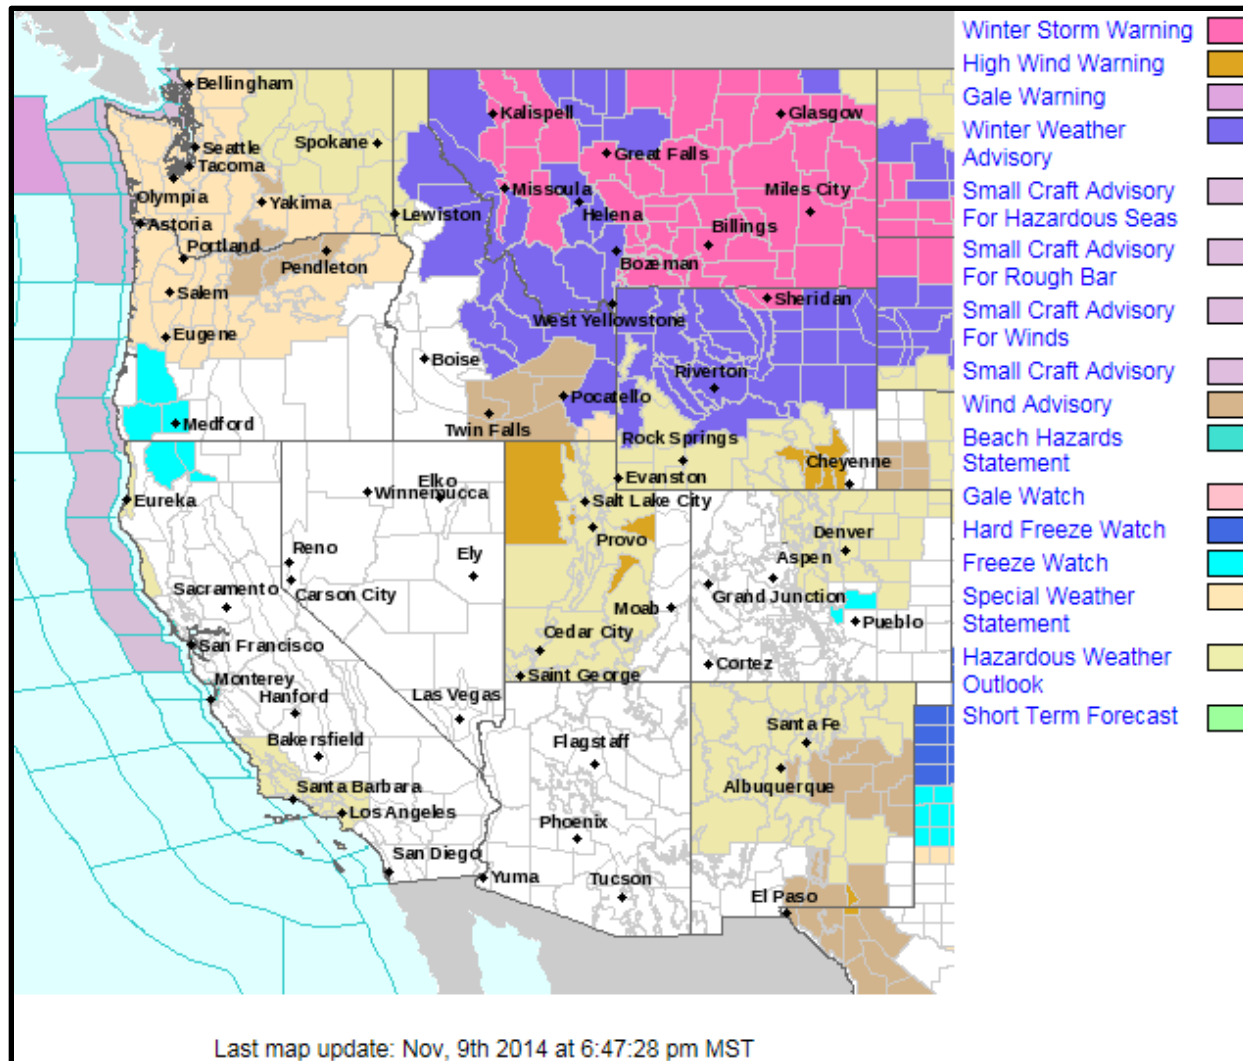 Winter Storm Warning
High Wind Warning
Gale Warning
Winter Weather
Advisory
Small Craft Advisory
For Hazardous Seas
Small Craft Advisory
For Rough Bar
Small Craft Advisory
For Winds
Small Craft Advisory
Wind Advisory
Beach Hazards
Statement
Gale Watch
Hard Freeze Watch
Freeze Watch
Special Weather
Statement
Hazardous Weather
Outlook
Short Term Forecast
Bellingham
Kalispell
Glasgow
Seattle
Spokane
Great Falls
Tacoma
Olympia
Missoula
Miles City
Yakima
Lewiston
Helena
Astoria
Billings
Portland
Pendleton
Bozeman
Salem
Sheridan
West Yellowstone
Eugene
Boise
Riverton
Pocatello
Medford
Twin Falls
Rock Springs
Cheyenne
Elko
Evanston
Winnemucca
Eureka
Salt Lake City
Denver
Provo
Reno
Ely
Aspen
Sacramento
Carson City
Grand Junction
Moab
Pueblo
Cedar City
San Francisco
Cortez
Saint George
Monterey
Hanford
Las Vegas
Santa Fe
Bakersfield
Flagstaff
Albuquerque
Santa Barbara
Los Angeles
Phoenix
San Diego
Yuma
Tucson
El Paso
Last map update: Nov, 9th 2014 at 6:47:28 pm MST